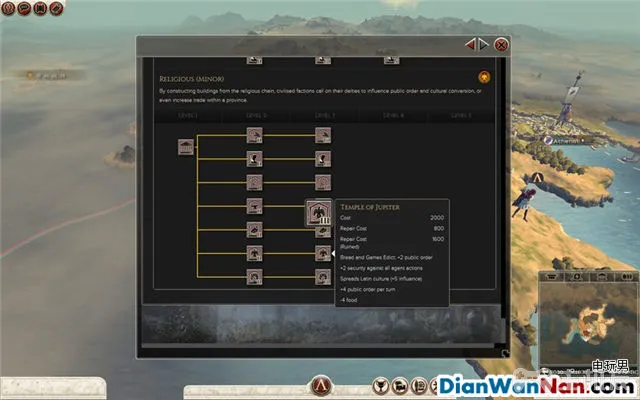 RELIGIOUS (MINOR)
By constructing buildings from the religious chain, civilised factions call on their deities to influence public order and cultural conversion, or
even increase trade within a province.
LEVEL 1
LEVEL 2
LEVEL 3
LEVEL 4
LEVEL 5
TEMPLE OF JUPITER
Cost 2000
Repair Cost 800
Repair Cost 1600
(Ruined)
Bread and Games Edict: +2 public order
+2 security against all agent actions
Spreads Latin culture (+6 influence)
+4 public order per turn
-4 food
III
Athenai
电玩男
DianWanNan.com